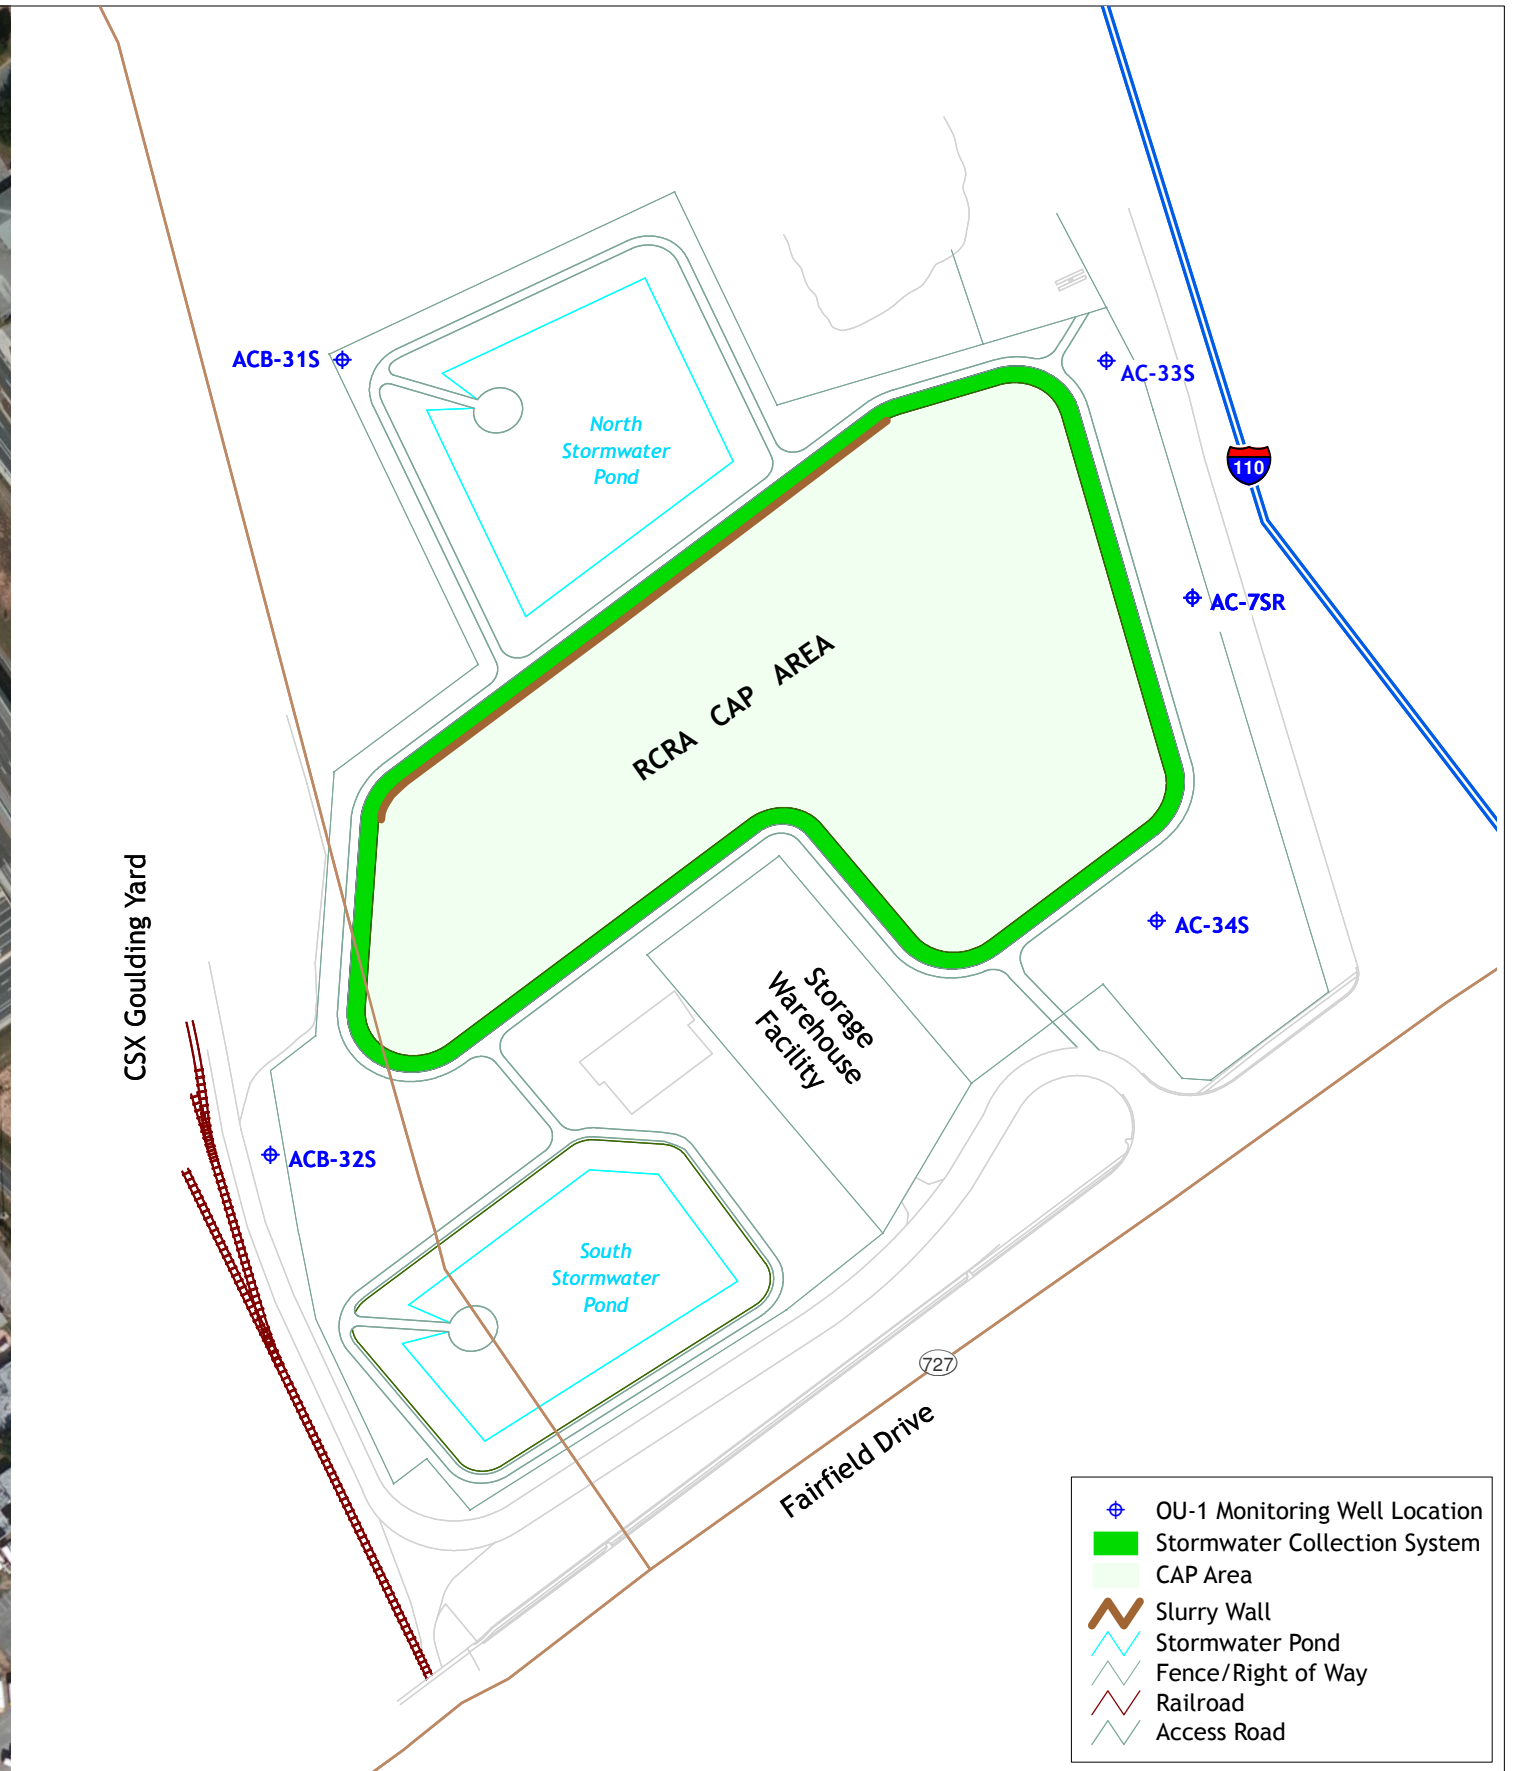 ACB-31S
AC-33S
North
Stormwater
Pond
110
AC-7SR
RCRA CAP AREA
CSX Goulding Yard
AC-34S
Storage
Warehouse
Facility
ACB-32S
South
Stormwater
Pond
727
Fairfield Drive
OU-1 Monitoring Well Location
Stormwater Collection System
CAP Area
Slurry Wall
Stormwater Pond
Fence/Right of Way
Railroad
Access Road